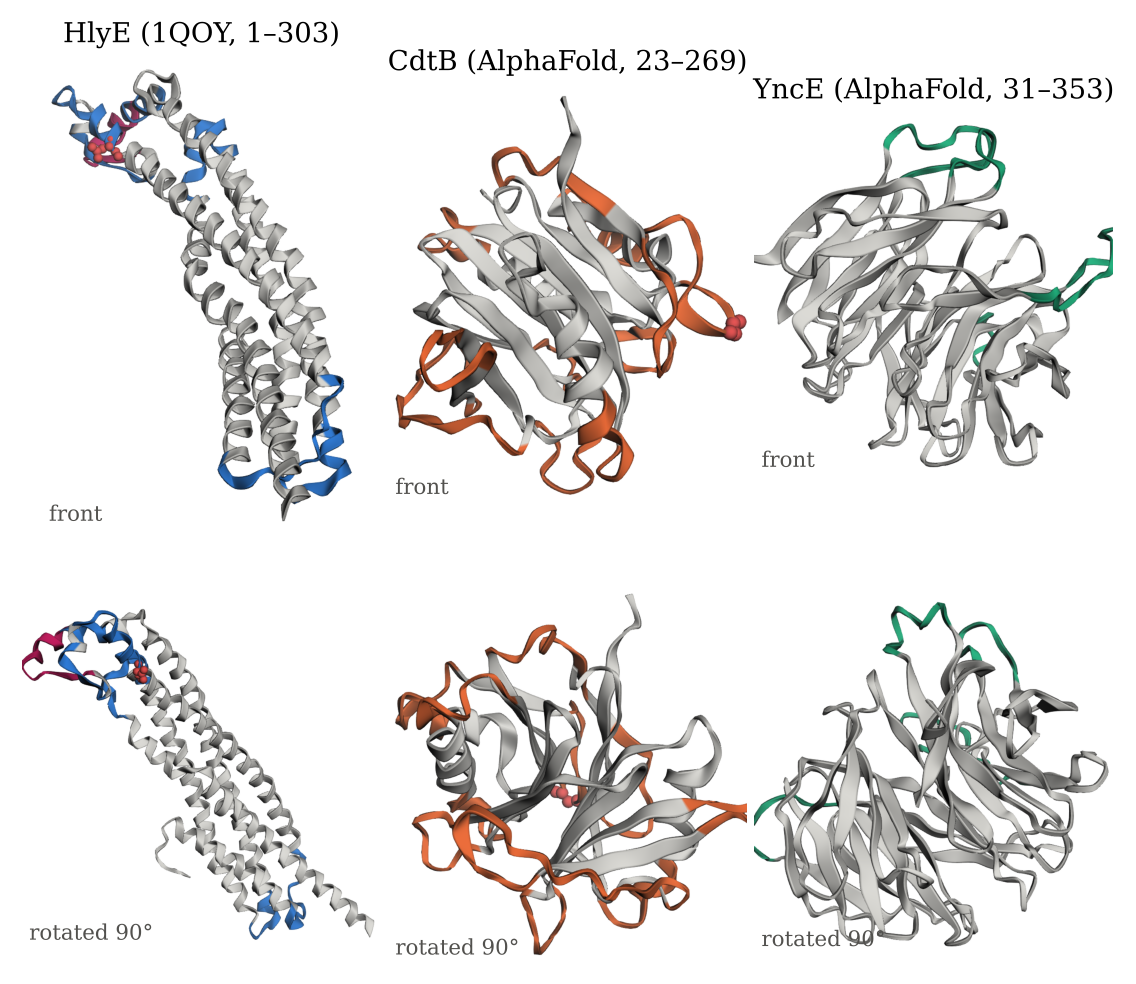 HlyE (1QOY, 1–303)
CdtB (AlphaFold, 23–269)
YncE (AlphaFold, 31–353)
front
front
front
rotated 90°
rotated 90°
rotated 90°